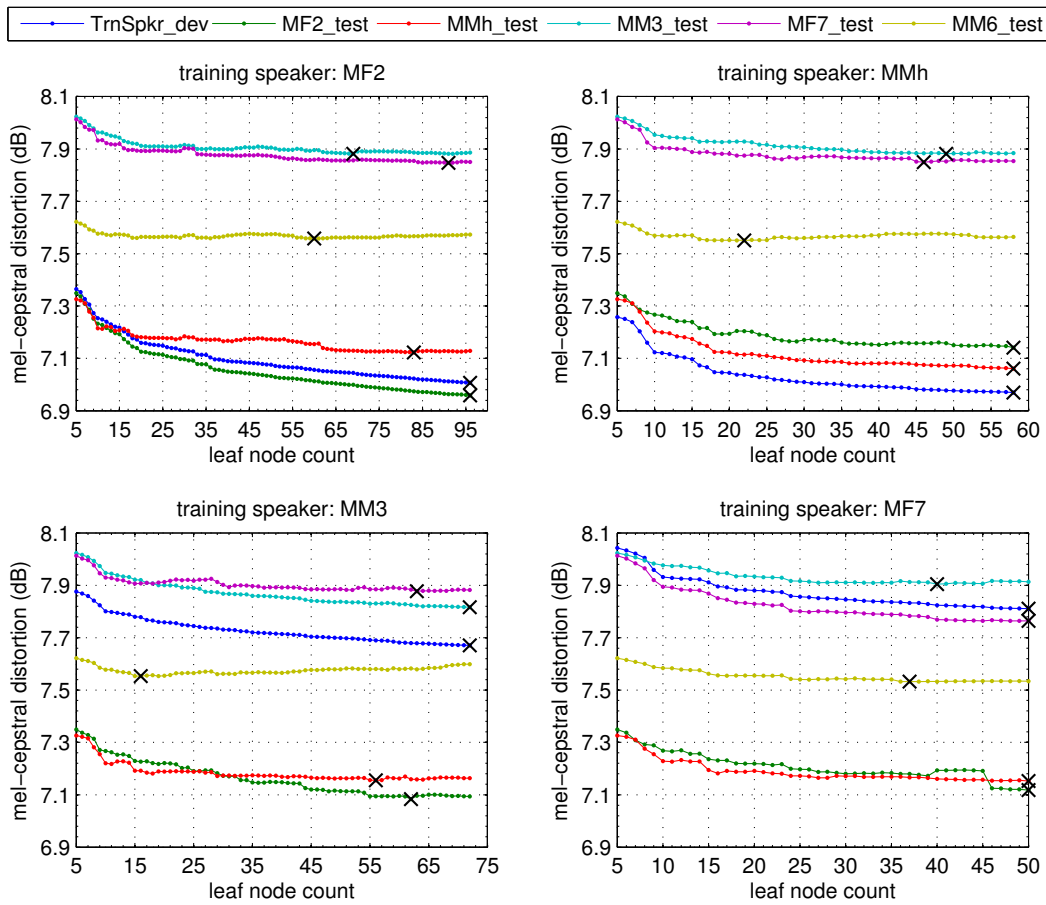 TrnSpkr_dev MF2_test MMh_test MM3_test MF7_test MM6_test
training speaker: MF2
mel−cepstral distortion (dB)
8.1
7.9
7.7
7.5
7.3
7.1
6.9
5 15 25 35 45 55 65 75 85 95
leaf node count
training speaker: MMh
mel−cepstral distortion (dB)
8.1
7.9
7.7
7.5
7.3
7.1
6.9
5 10 15 20 25 30 35 40 45 50 55 60
leaf node count
training speaker: MM3
mel−cepstral distortion (dB)
8.1
7.9
7.7
7.5
7.3
7.1
6.9
5 15 25 35 45 55 65 75
leaf node count
training speaker: MF7
mel−cepstral distortion (dB)
8.1
7.9
7.7
7.5
7.3
7.1
6.9
5 10 15 20 25 30 35 40 45 50
leaf node count